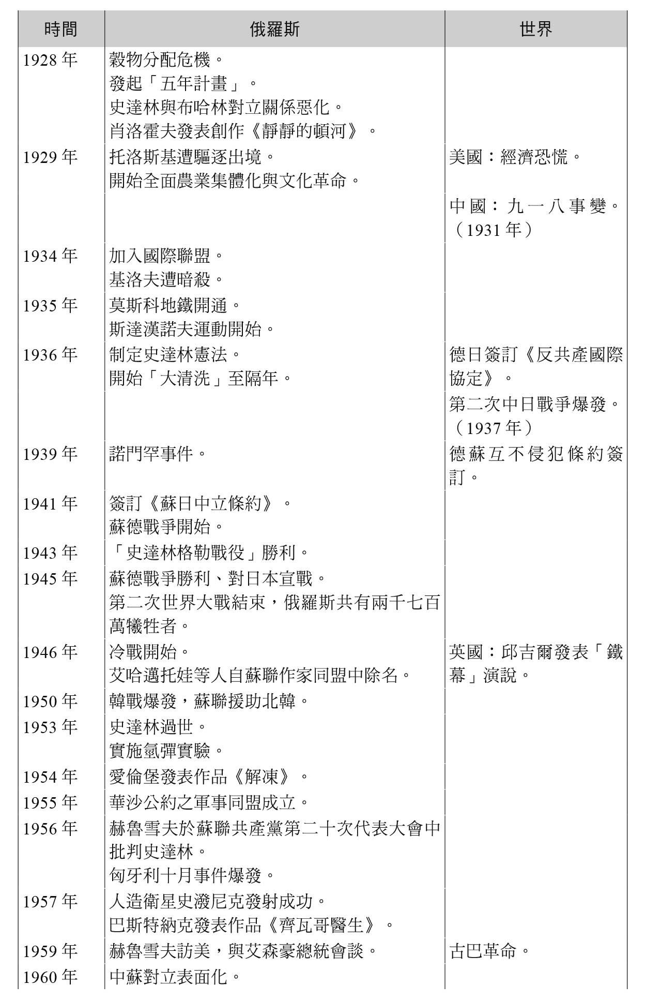 時間 俄羅斯 世界
1928 年 穀物分配危機。
發起「五年計畫」。
史達林與布哈林對立關係惡化。
肖洛霍夫發表創作《靜靜的頓河》。
1929 年 托洛斯基遭驅逐出境。 美國：經濟恐慌。
開始全面農業集體化與文化革命。
中國：九一八事變。
（1931 年）
1934 年 加入國際聯盟。
基洛夫遭暗殺。
1935 年 莫斯科地鐵開通。
斯達漢諾夫運動開始。
1936 年 制定史達林憲法。 德日簽訂《反共產國際
開始「大清洗」至隔年。 協定》。
第二次中日戰爭爆發。
（1937 年）
1939 年 諾門罕事件。 德蘇互不侵犯條約簽
訂。
1941 年 簽訂《蘇日中立條約》。
蘇德戰爭開始。
1943 年 「史達林格勒戰役」勝利。
1945 年 蘇德戰爭勝利、對日本宣戰。
第二次世界大戰結束，俄羅斯共有兩千七百
萬犧牲者。
1946 年 冷戰開始。 英國：邱吉爾發表「鐵
艾哈邁托娃等人自蘇聯作家同盟中除名。 幕」演說。
1950 年 韓戰爆發，蘇聯援助北韓。
1953 年 史達林過世。
實施氫彈實驗。
1954 年 愛倫堡發表作品《解凍》。
1955 年 華沙公約之軍事同盟成立。
1956 年 赫魯雪夫於蘇聯共產黨第二十次代表大會中
批判史達林。
匈牙利十月事件爆發。
1957 年 人造衛星史潑尼克發射成功。
巴斯特納克發表作品《齊瓦哥醫生》。
1959 年 赫魯雪夫訪美，與艾森豪總統會談。 古巴革命。
1960 年 中蘇對立表面化。